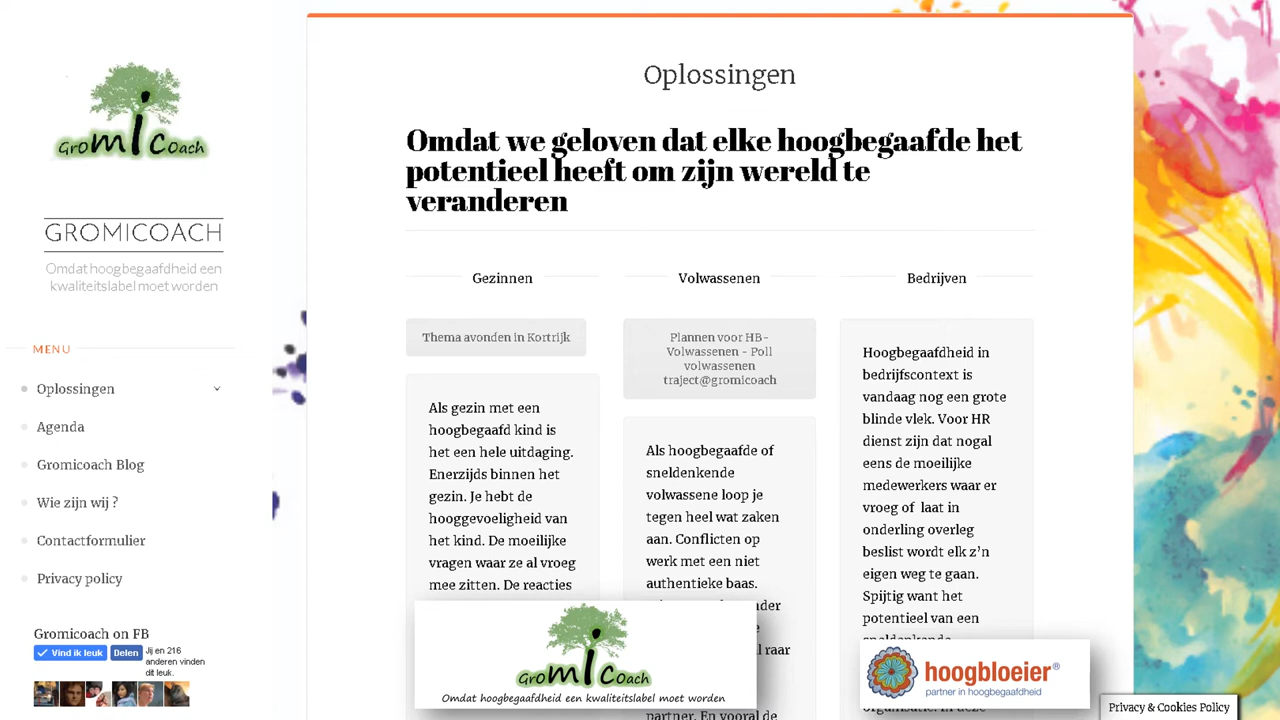 GromiCoach
GROMICOACH
Omdat hoogbegaafdheid een
kwaliteitslabel moet worden
MENU
Oplossingen
Agenda
Gromicoach Blog
Wie zijn wij ?
Contactformulier
Privacy policy
Gromicoach on FB
Vind ik leuk
Delen
Jij en 216
anderen vinden
dit leuk.
Oplossingen
Omdat we geloven dat elke hoogbegaafde het
potentieel heeft om zijn wereld te
veranderen
Gezinnen
Thema avonden in Kortrijk
Als gezin met een
hoogbegaafd kind is
het een hele uitdaging.
Enerzijds binnen het
gezin. Je hebt de
hooggevoeligheid van
het kind. De moeilijke
vragen waar ze al vroeg
mee zitten. De reacties
Volwassenen
Plannen voor HB-
Volwassenen - Poll
volwassenen
traject@gromicoach
Als hoogbegaafde of
sneldenkende
volwassene loop je
tegen heel wat zaken
aan. Conflicten op
werk met een niet
authentieke baas.
raar
partner. En vooral de
Bedrijven
Hoogbegaafdheid in
bedrijfscontext is
vandaag nog een grote
blinde vlek. Voor HR
dienst zijn dat nogal
eens de moeilijke
medewerkers waar er
vroeg of laat in
onderling overleg
beslist wordt elk z’n
eigen weg te gaan.
Spijtig want het
potentieel van een
sneldenkende
GromiCoach
Omdat hoogbegaafdheid een kwaliteitslabel moet worden
hoogbloeier®
partner in hoogbegaafdheid
organisatie. In deze
Privacy & Cookies Policy